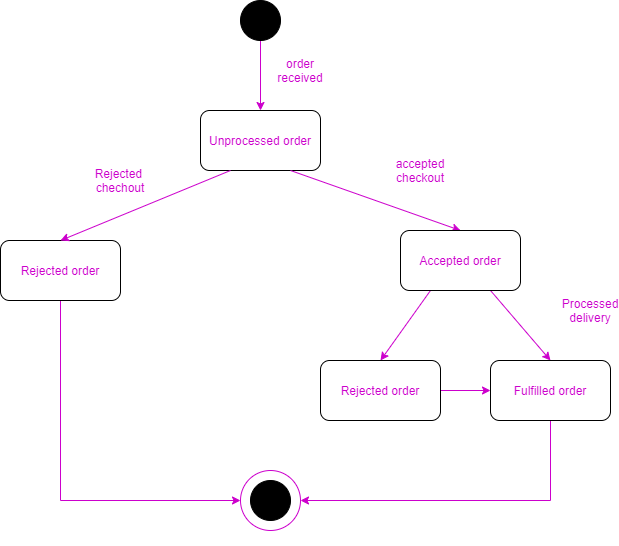 order
received
Unprocessed order
Rejected
chechout
accepted
checkout
Rejected order
Accepted order
Processed
delivery
Rejected order
Fulfilled order